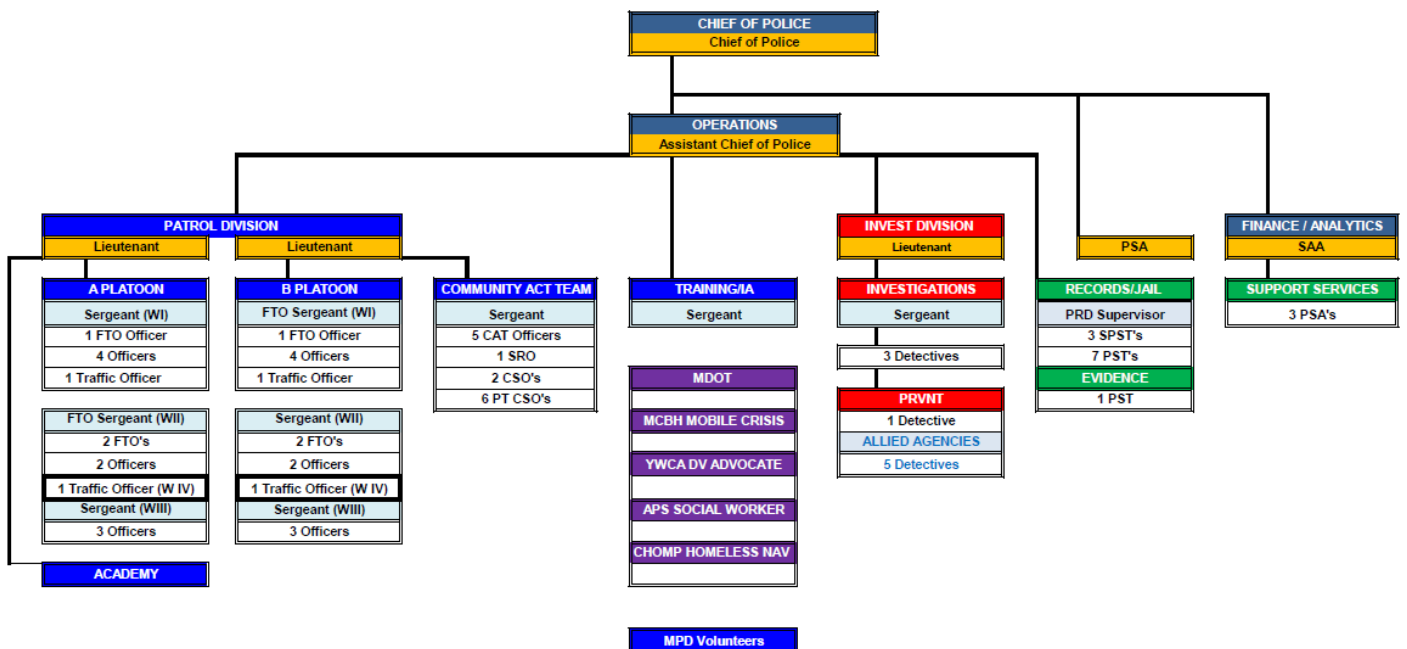 CHIEF OF POLICE
Chief of Police
OPERATIONS
Assistant Chief of Police
PATROL DIVISION
Lieutenant
Lieutenant
A PLATOON
Sergeant (WI)
1 FTO Officer
4 Officers
1 Traffic Officer
FTO Sergeant (WII)
2 FTO's
2 Officers
1 Traffic Officer (W IV)
Sergeant (WIII)
3 Officers
ACADEMY
B PLATOON
FTO Sergeant (WI)
1 FTO Officer
4 Officers
1 Traffic Officer
Sergeant (WII)
2 FTO's
2 Officers
1 Traffic Officer (W IV)
Sergeant (WIII)
3 Officers
COMMUNITY ACT TEAM
Sergeant
5 CAT Officers
1 SRO
2 CSO's
6 PT CSO's
TRAINING/IA
Sergeant
MDOT
MCBH MOBILE CRISIS
YWCA DV ADVOCATE
APS SOCIAL WORKER
CHOMP HOMELESS NAV
MPD Volunteers
INVEST DIVISION
Lieutenant
INVESTIGATIONS
Sergeant
3 Detectives
PRVNT
1 Detective
ALLIED AGENCIES
5 Detectives
PSA
RECORDS/JAIL
PRD Supervisor
3 SPST's
7 PST's
EVIDENCE
1 PST
FINANCE / ANALYTICS
SAA
SUPPORT SERVICES
3 PSA's